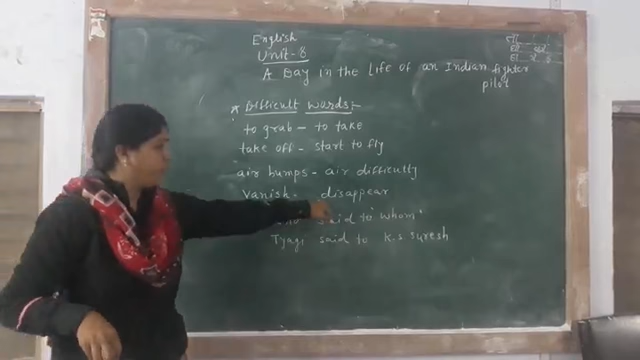 English
Unit-8
A Day in the Life of an Indian fighter
pilot
* Difficult words:-
to grab - to take
take off - start to fly
air bumps - air difficulty
vanish - disappear
said to whom"
Tyagi said to K.S Suresh